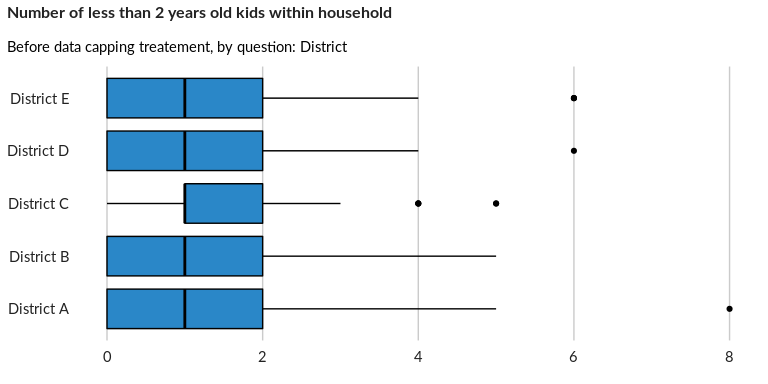 Number of less than 2 years old kids within household
Before data capping treatement, by question: District
District E
District D
District C
District B
District A
0 2 4 6 8